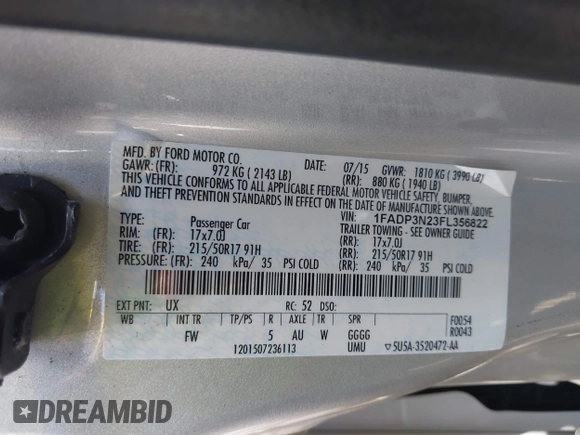 MFD. BY FORD MOTOR CO.
DATE: 07/15 GVWR: 1810 KG ( 3990 LB)
GAWR: (FR): 972 KG ( 2143 LB) (RR): 880 KG ( 1940 LB)
THIS VEHICLE CONFORMS TO ALL APPLICABLE FEDERAL MOTOR VEHICLE SAFETY, BUMPER,
AND THEFT PREVENTION STANDARDS IN EFFECT ON THE DATE OF MANUFACTURE SHOWN ABOVE.
VIN: 1FADP3N23FL356822
TYPE: Passenger Car TRAILER TOWING - SEE OWNER GUIDE
RIM: (FR): 17x7.0J (RR): 17x7.0J
TIRE: (FR): 215/50R17 91H (RR): 215/50R17 91H
PRESSURE: (FR): 240 kPa/ 35 PSI COLD (RR): 240 kPa/ 35 PSI COLD
EXT PNT: UX RC: 52 DSO:
WB INT TR TP/PS R AXLE TR SPR F0054
FW 5 AU W GGGG R0043
1201507236113 UMU 5U5A-3520472-AA
DREAMBID